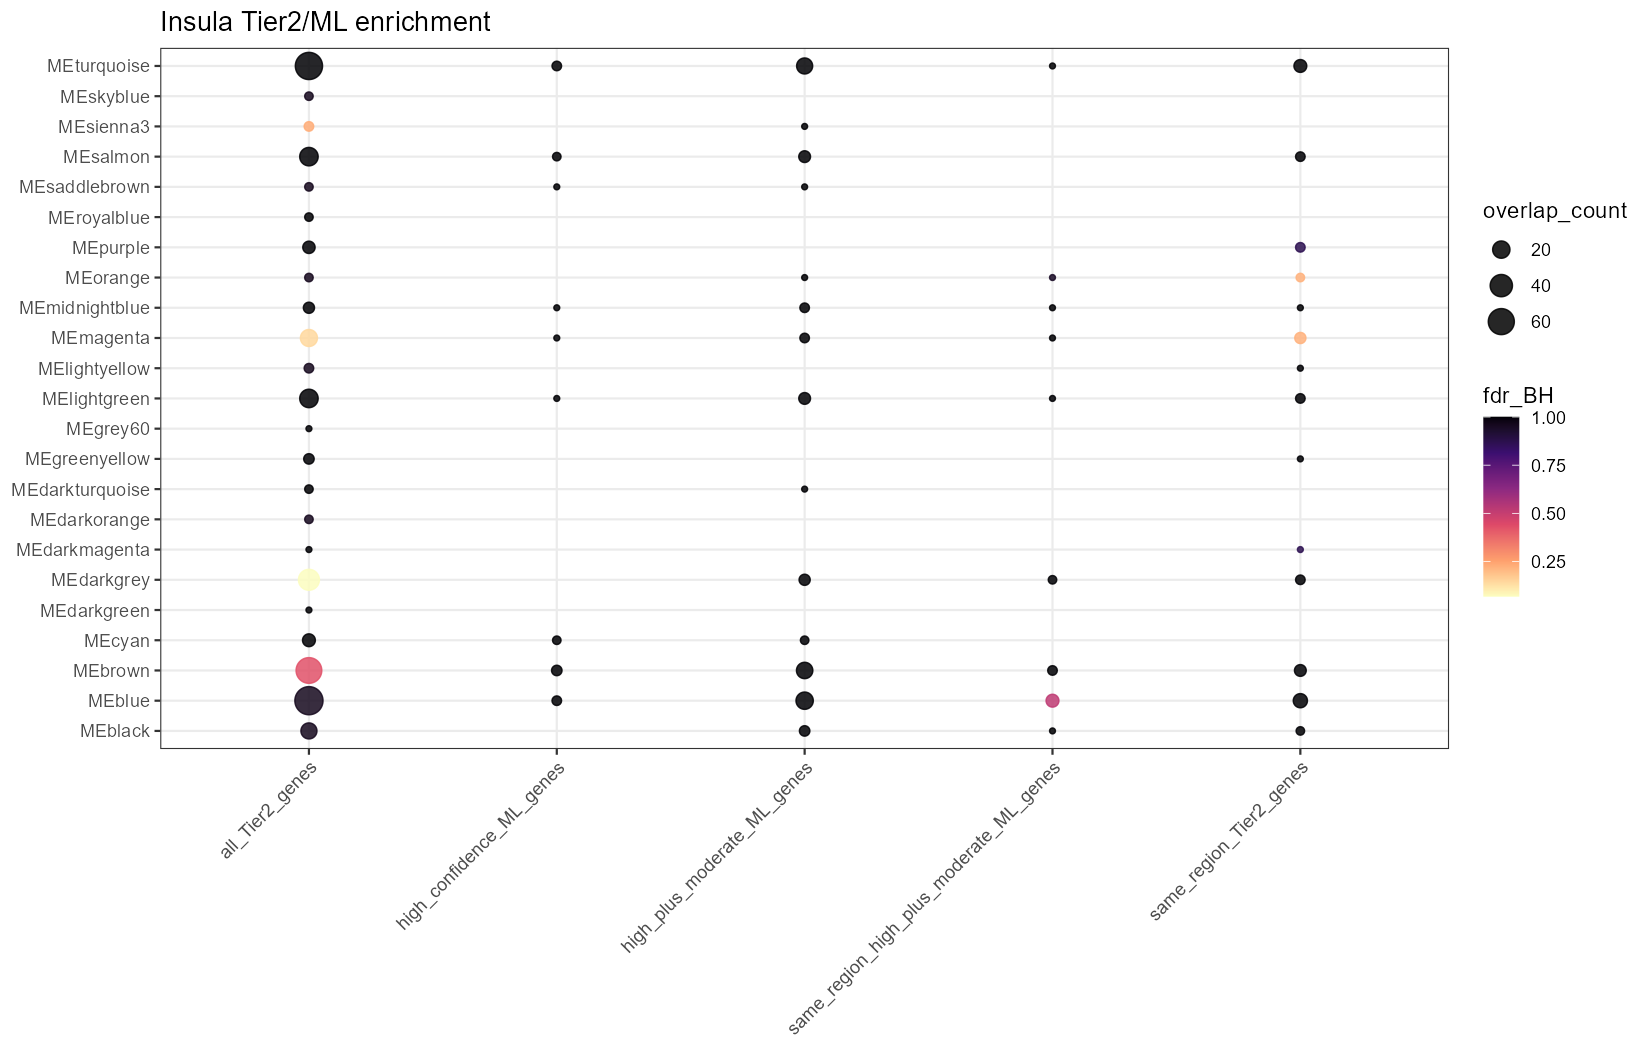 Insula Tier2/ML enrichment
MEturquoise
MEskyblue
MEsienna3
MEsalmon
MEsaddlebrown
MEroyalblue
MEpurple
MEorange
MEmidnightblue
MEmagenta
MElightyellow
MElightgreen
MEgrey60
MEgreenyellow
MEdarkturquoise
MEdarkorange
MEdarkmagenta
MEdarkgrey
MEdarkgreen
MEcyan
MEbrown
MEblue
MEblack
all_Tier2_genes
high_confidence_ML_genes
high_plus_moderate_ML_genes
same_region_high_plus_moderate_ML_genes
same_region_Tier2_genes
overlap_count
20
40
60
fdr_BH
1.00
0.75
0.50
0.25